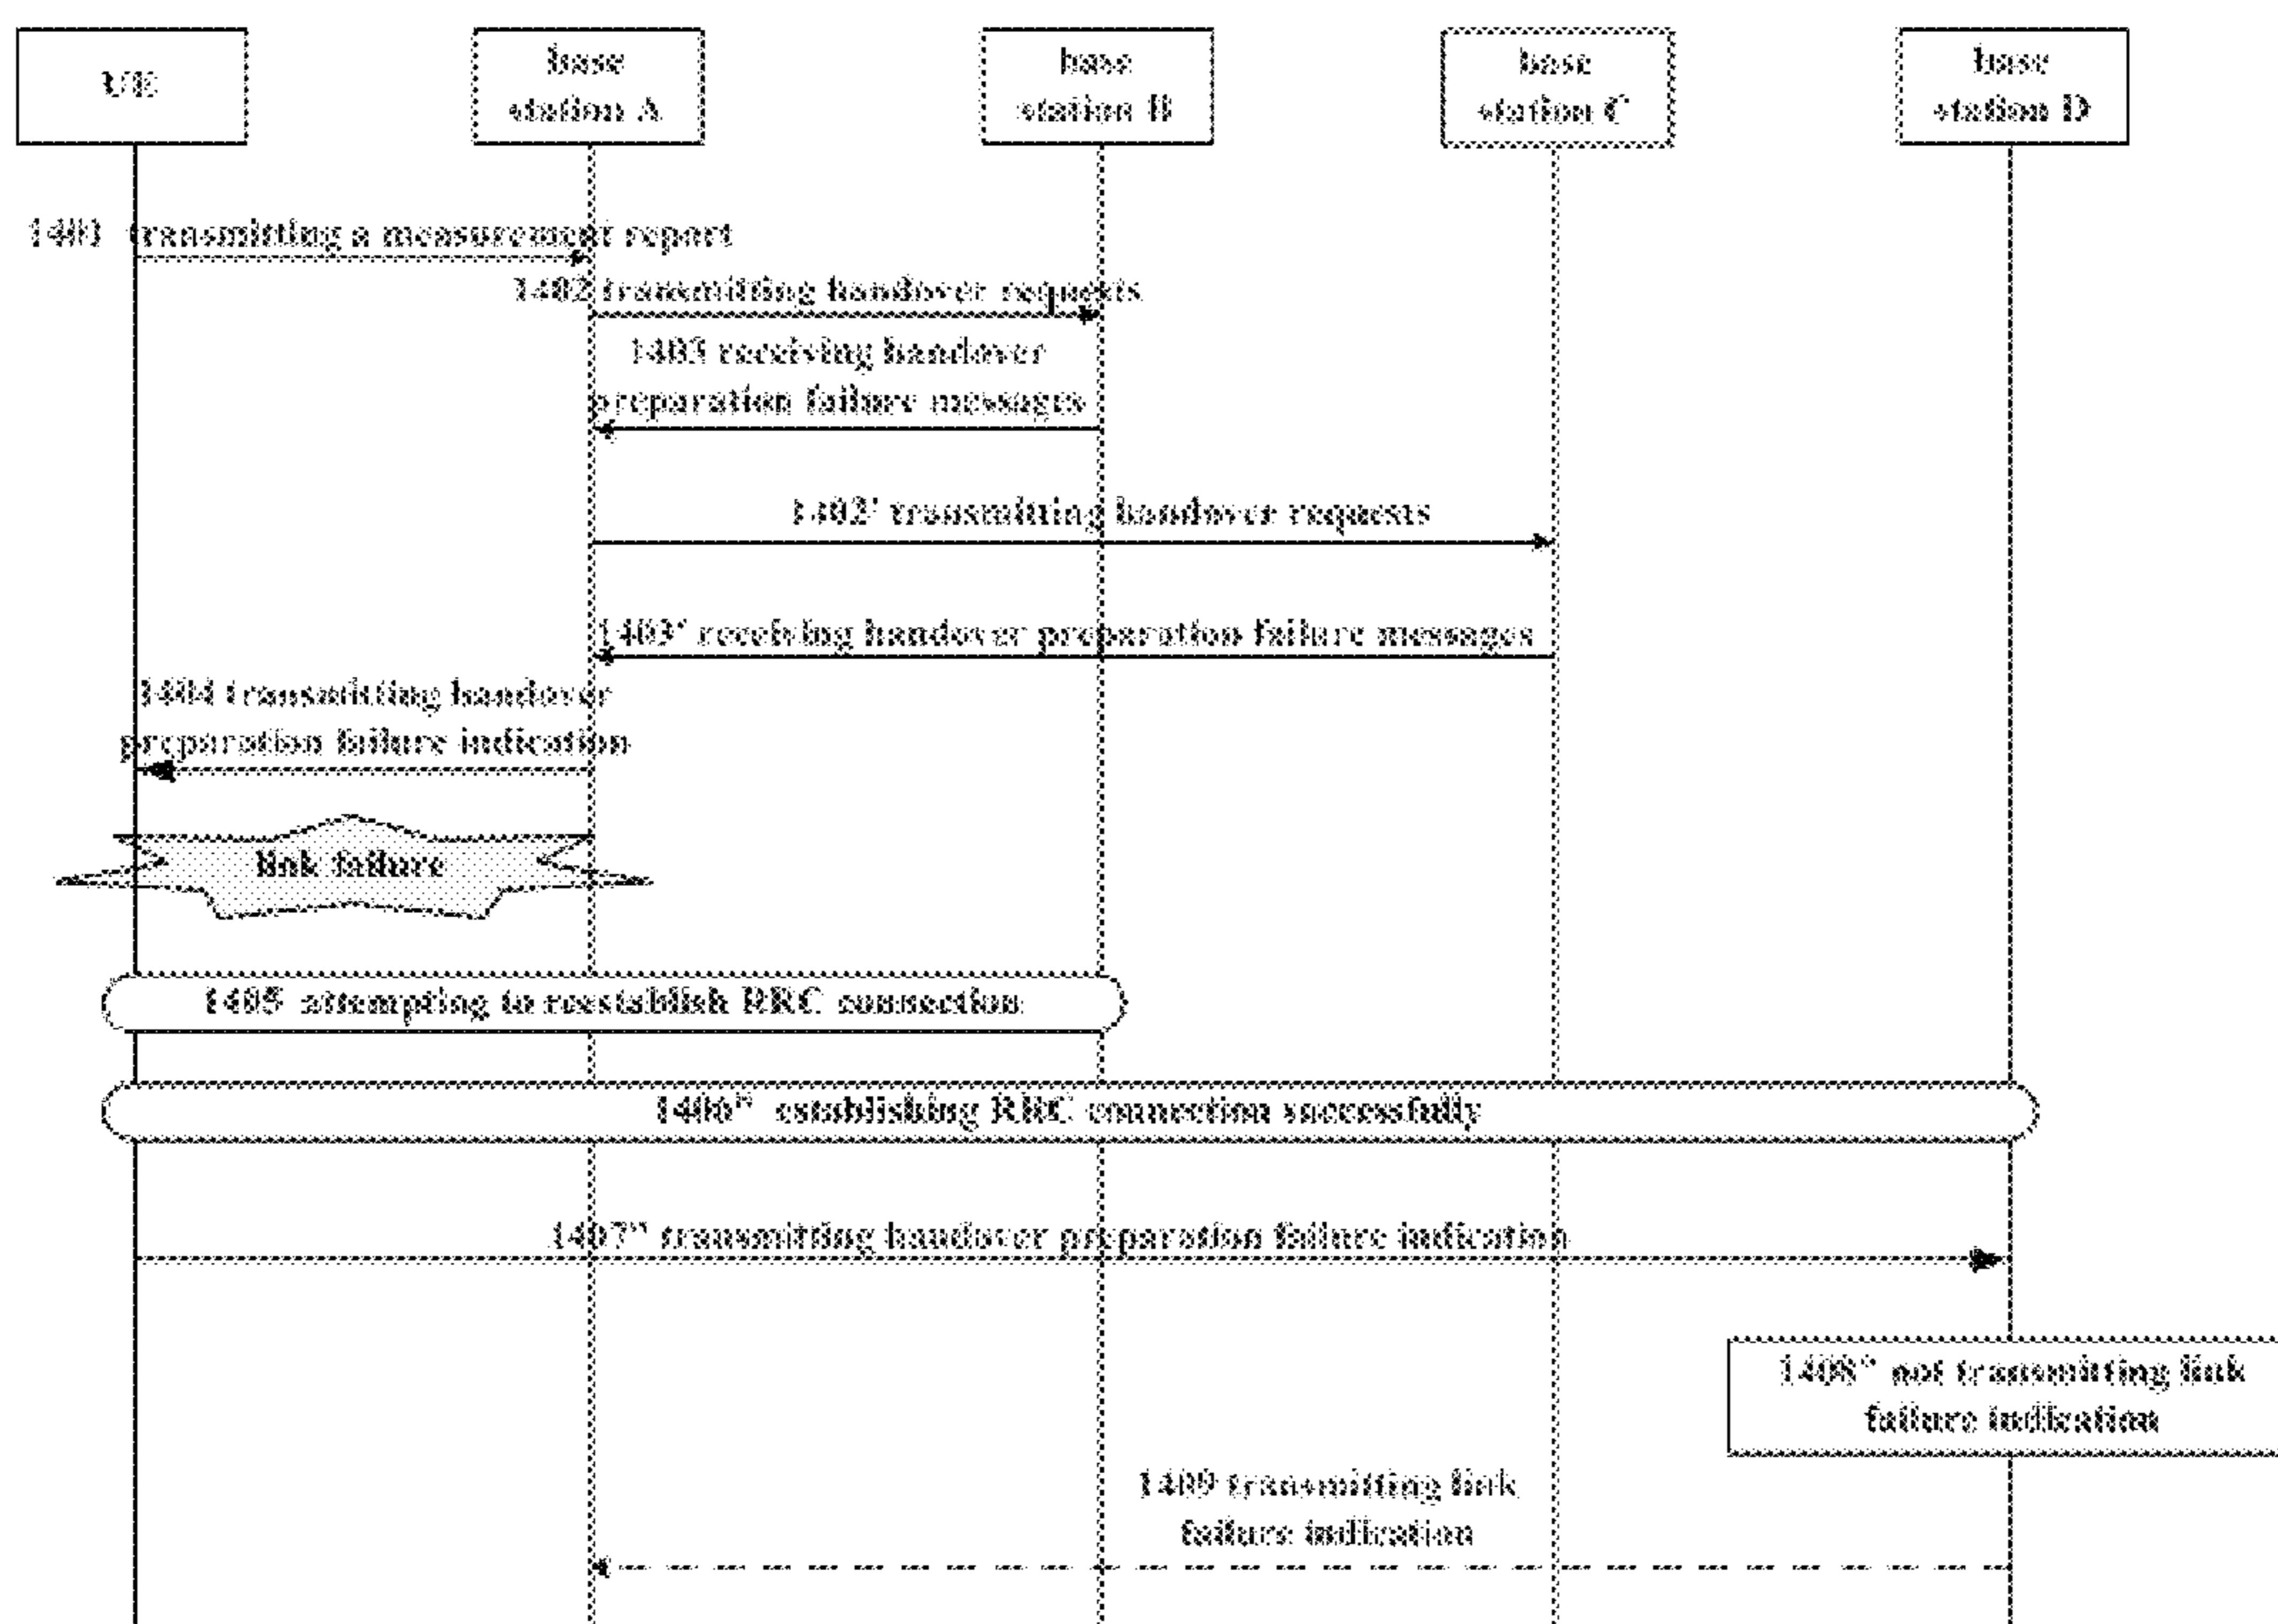 UE
base
station A
base
station B
base
station C
base
station D
1401 transmitting a measurement report
1402 transmitting handover requests
1403 receiving handover
preparation failure messages
1402' transmitting handover requests
1403' receiving handover preparation failure messages
1404 transmitting handover
preparation failure indication
link failure
1405 attempting to reestablish RRC connection
1406" establishing RRC connection successfully
1407" transmitting handover preparation failure indication
1408" not transmitting link
failure indication
1409 transmitting link
failure indication